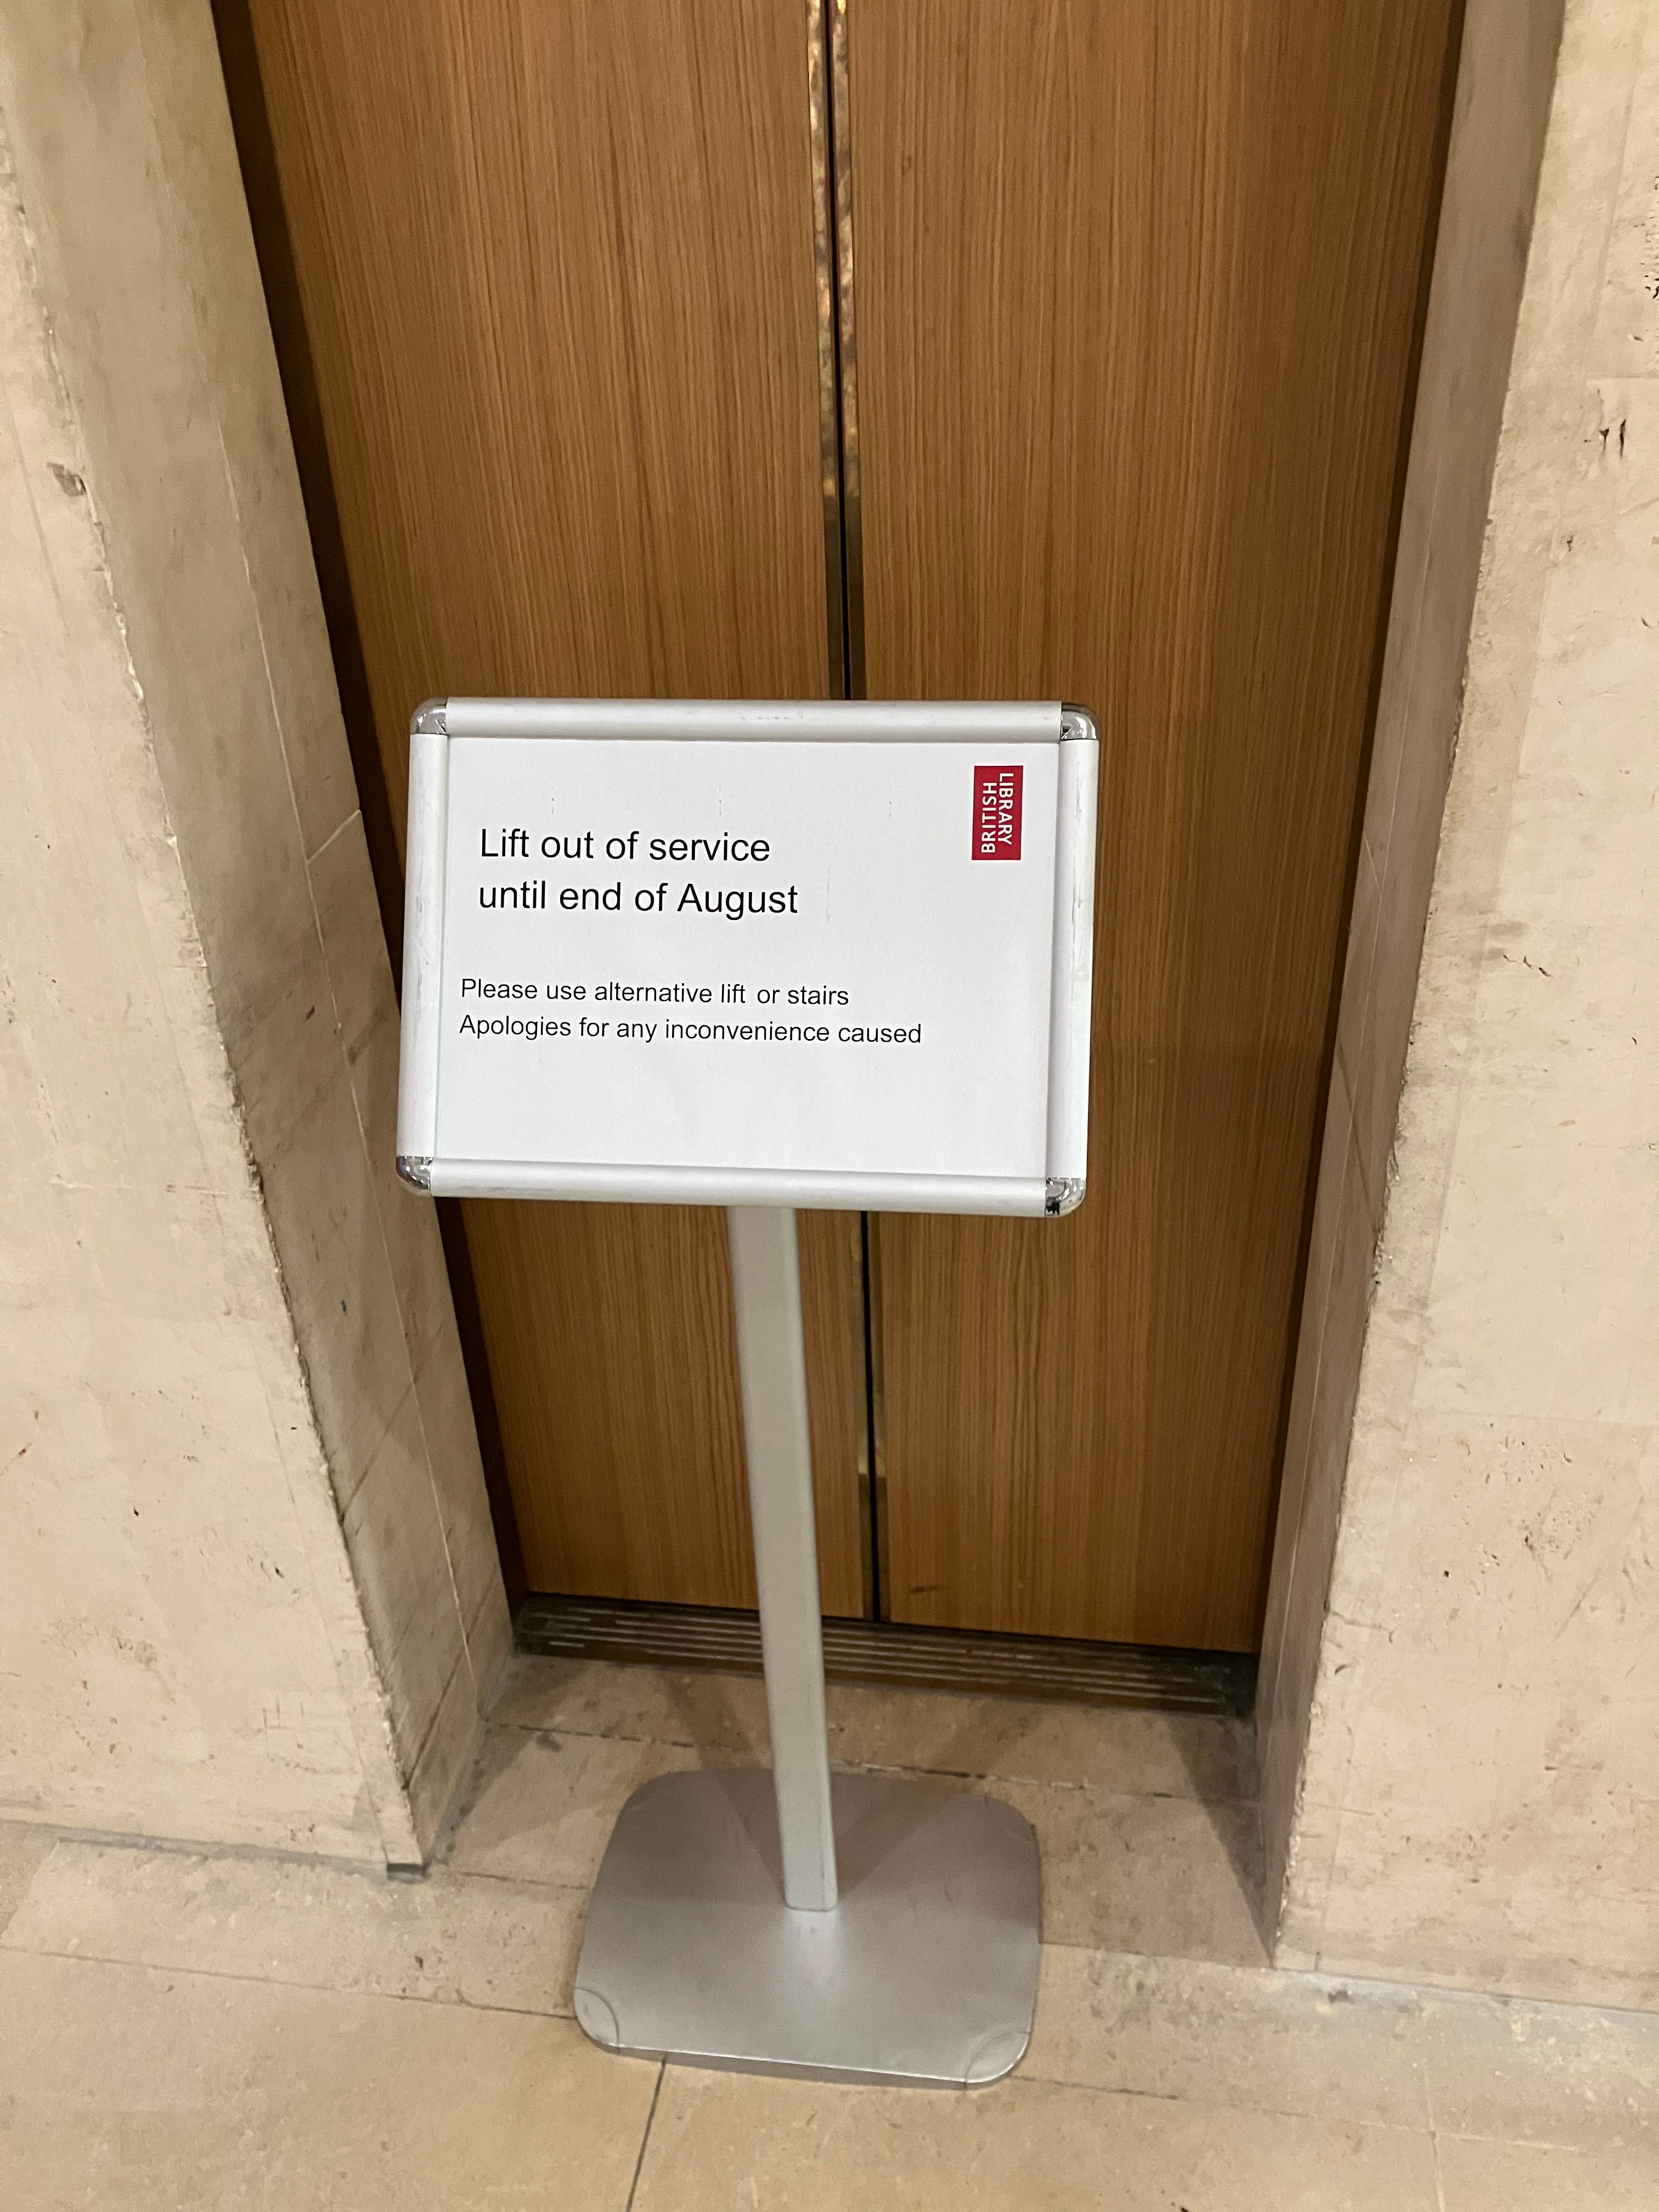 Lift out of service
until end of August
BRITISH
LIBRARY
Please use alternative lift or stairs
Apologies for any inconvenience caused